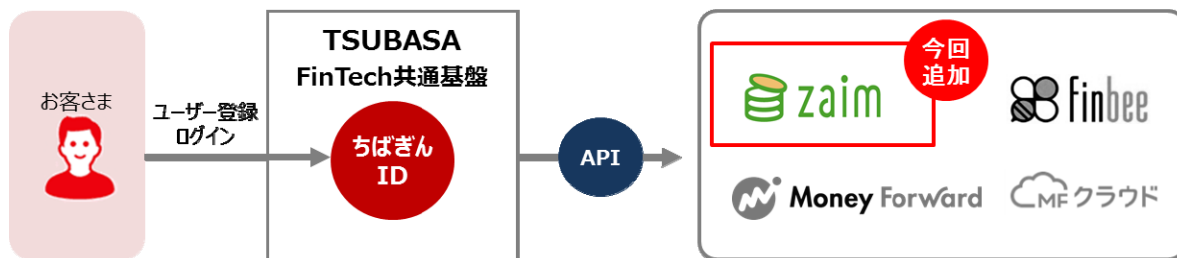 お客さま
ユーザー登録
ログイン
TSUBASA
FinTech共通基盤
ちばぎん
ID
API
今回
追加
zaim
finbee
Money Forward
MFクラウド